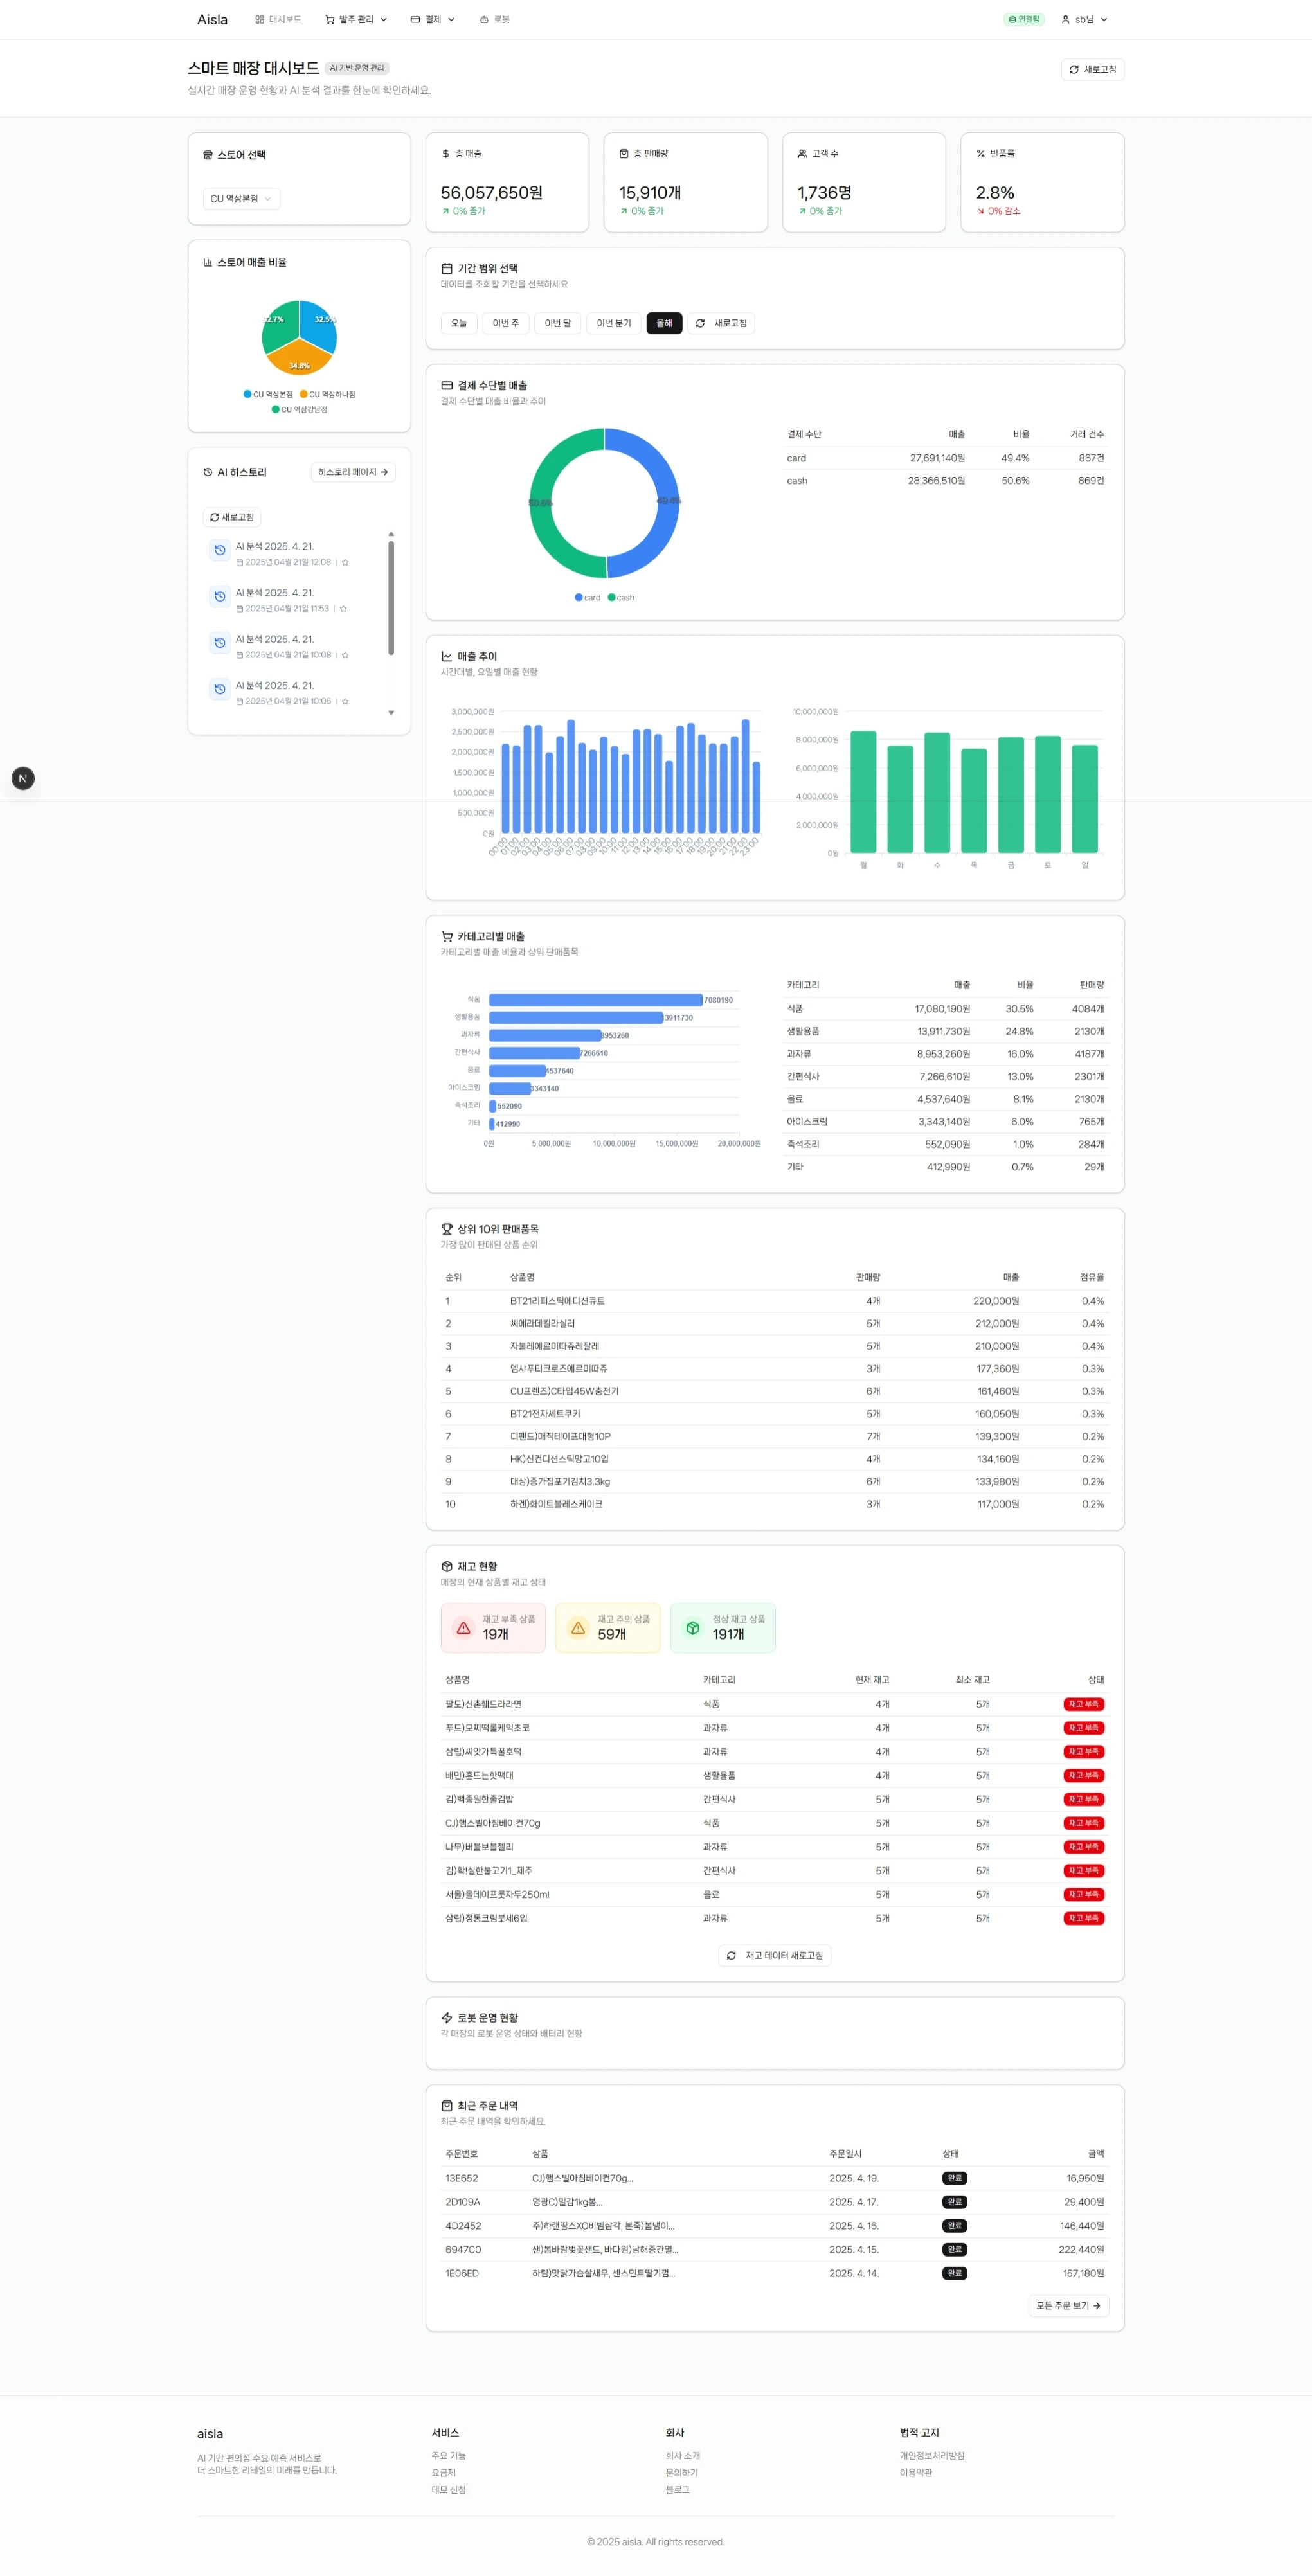 Aisla 대시보드 발주 관리 결제 로봇 연결됨 sb님
스마트 매장 대시보드 AI 기반 운영 관리
실시간 매장 운영 현황과 AI 분석 결과를 한눈에 확인하세요.
새로고침
스토어 선택
CU 역삼본점
스토어 매출 비율
32.5%
34.8%
CU 역삼본점 CU 역삼하나점
CU 역삼강남점
AI 히스토리 히스토리 페이지
새로고침
AI 분석 2025. 4. 21.
2025년 04월 21일 12:08
AI 분석 2025. 4. 21.
2025년 04월 21일 11:53
AI 분석 2025. 4. 21.
2025년 04월 21일 10:08
AI 분석 2025. 4. 21.
2025년 04월 21일 10:06
N
총 매출
56,057,650원
0% 증가
총 판매량
15,910개
0% 증가
고객 수
1,736명
0% 증가
반품률
2.8%
0% 감소
기간 범위 선택
데이터를 조회할 기간을 선택하세요
오늘 이번 주 이번 달 이번 분기 올해 새로고침
결제 수단별 매출
결제 수단별 매출 비율과 추이
50.6% 49.4%
card cash
결제 수단 매출 비율 거래 건수
card 27,691,140원 49.4% 867건
cash 28,366,510원 50.6% 869건
매출 추이
시간대별, 요일별 매출 현황
3,000,000원
2,500,000원
2,000,000원
1,500,000원
1,000,000원
500,000원
0원
00:00 01:00 02:00 03:00 04:00 05:00 06:00 07:00 08:00 09:00 10:00 11:00 12:00 13:00 14:00 15:00 16:00 17:00 18:00 19:00 20:00 21:00 22:00 23:00
10,000,000원
8,000,000원
6,000,000원
4,000,000원
2,000,000원
0원
월 화 수 목 금 토 일
카테고리별 매출
카테고리별 매출 비율과 상위 판매품목
식품 17080190
생활용품 13911730
과자류 8953260
간편식사 7266610
음료 4537640
아이스크림 3343140
즉석조리 552090
기타 412990
0원 5,000,000원 10,000,000원 15,000,000원 20,000,000원
카테고리 매출 비율 판매량
식품 17,080,190원 30.5% 4084개
생활용품 13,911,730원 24.8% 2130개
과자류 8,953,260원 16.0% 4187개
간편식사 7,266,610원 13.0% 2301개
음료 4,537,640원 8.1% 2130개
아이스크림 3,343,140원 6.0% 765개
즉석조리 552,090원 1.0% 284개
기타 412,990원 0.7% 29개
상위 10위 판매품목
가장 많이 판매된 상품 순위
순위 상품명 판매량 매출 점유율
1 BT21리피스틱에디션큐트 4개 220,000원 0.4%
2 씨에라데킬라실러 5개 212,000원 0.4%
3 자불레에르미따쥬레잘레 5개 210,000원 0.4%
4 엠샤푸티크로즈에르미따쥬 3개 177,360원 0.3%
5 CU프렌즈)C타입45W충전기 6개 161,460원 0.3%
6 BT21전자세트쿠키 5개 160,050원 0.3%
7 디펜드)매직테이프대형10P 7개 139,300원 0.2%
8 HK)신컨디션스틱망고10입 4개 134,160원 0.2%
9 대상)종가집포기김치3.3kg 6개 133,980원 0.2%
10 하겐)화이트블레스케이크 3개 117,000원 0.2%
재고 현황
매장의 현재 상품별 재고 상태
재고 부족 상품
19개
재고 주의 상품
59개
정상 재고 상품
191개
상품명 카테고리 현재 재고 최소 재고 상태
팔도)신촌쉐드라라면 식품 4개 5개 재고 부족
푸드)모찌떡롤케익초코 과자류 4개 5개 재고 부족
삼립)씨앗가득꿀호떡 과자류 4개 5개 재고 부족
배민)흔드는핫팩대 생활용품 4개 5개 재고 부족
김)백종원한줄김밥 간편식사 5개 5개 재고 부족
CJ)햄스빌아침베이컨70g 식품 5개 5개 재고 부족
나무)버블보블젤리 과자류 5개 5개 재고 부족
김)확!실한불고기1_제주 간편식사 5개 5개 재고 부족
서울)올데이프룻자두250ml 음료 5개 5개 재고 부족
삼립)정통크림붓세6입 과자류 5개 5개 재고 부족
재고 데이터 새로고침
로봇 운영 현황
각 매장의 로봇 운영 상태와 배터리 현황
최근 주문 내역
최근 주문 내역을 확인하세요.
주문번호 상품 주문일시 상태 금액
13E652 CJ)햄스빌아침베이컨70g... 2025. 4. 19. 완료 16,950원
2D109A 영광C)밀감1kg봉... 2025. 4. 17. 완료 29,400원
4D2452 주)하랜띵스XO비빔삼각, 본죽)봄냉이... 2025. 4. 16. 완료 146,440원
6947C0 샌)봄바람벚꽃샌드, 바다원)남해중간멸... 2025. 4. 15. 완료 222,440원
1E06ED 하림)맛닭가슴살새우, 센스민트딸기껌... 2025. 4. 14. 완료 157,180원
모든 주문 보기
aisla
AI 기반 편의점 수요 예측 서비스로
더 스마트한 리테일의 미래를 만듭니다.
서비스
주요 기능
요금제
데모 신청
회사
회사 소개
문의하기
블로그
법적 고지
개인정보처리방침
이용약관
© 2025 aisla. All rights reserved.